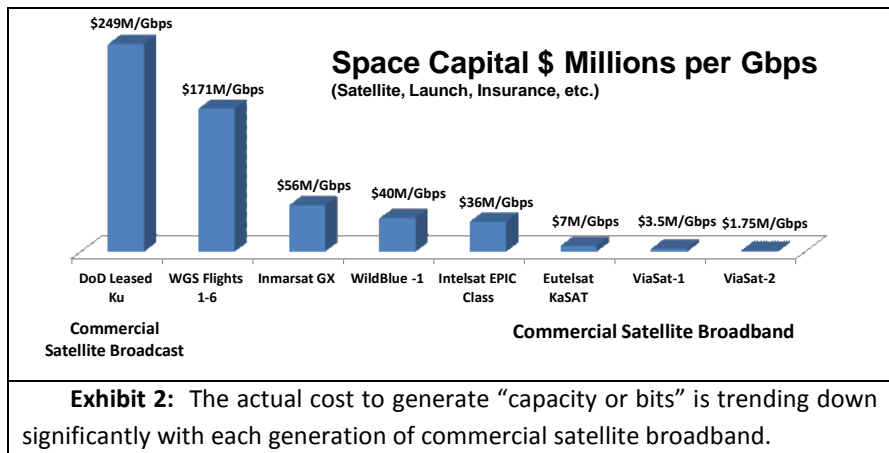 $249M/Gbps
Space Capital $ Millions per Gbps
(Satellite, Launch, Insurance, etc.)
$171M/Gbps
$56M/Gbps
$40M/Gbps
$36M/Gbps
$7M/Gbps
$3.5M/Gbps
$1.75M/Gbps
DoD Leased Ku
WGS Flights 1-6
Inmarsat GX
WildBlue -1
Intelsat EPIC Class
Eutelsat KaSAT
ViaSat-1
ViaSat-2
Commercial
Satellite Broadcast
Commercial Satellite Broadband
Exhibit 2: The actual cost to generate “capacity or bits” is trending down
significantly with each generation of commercial satellite broadband.